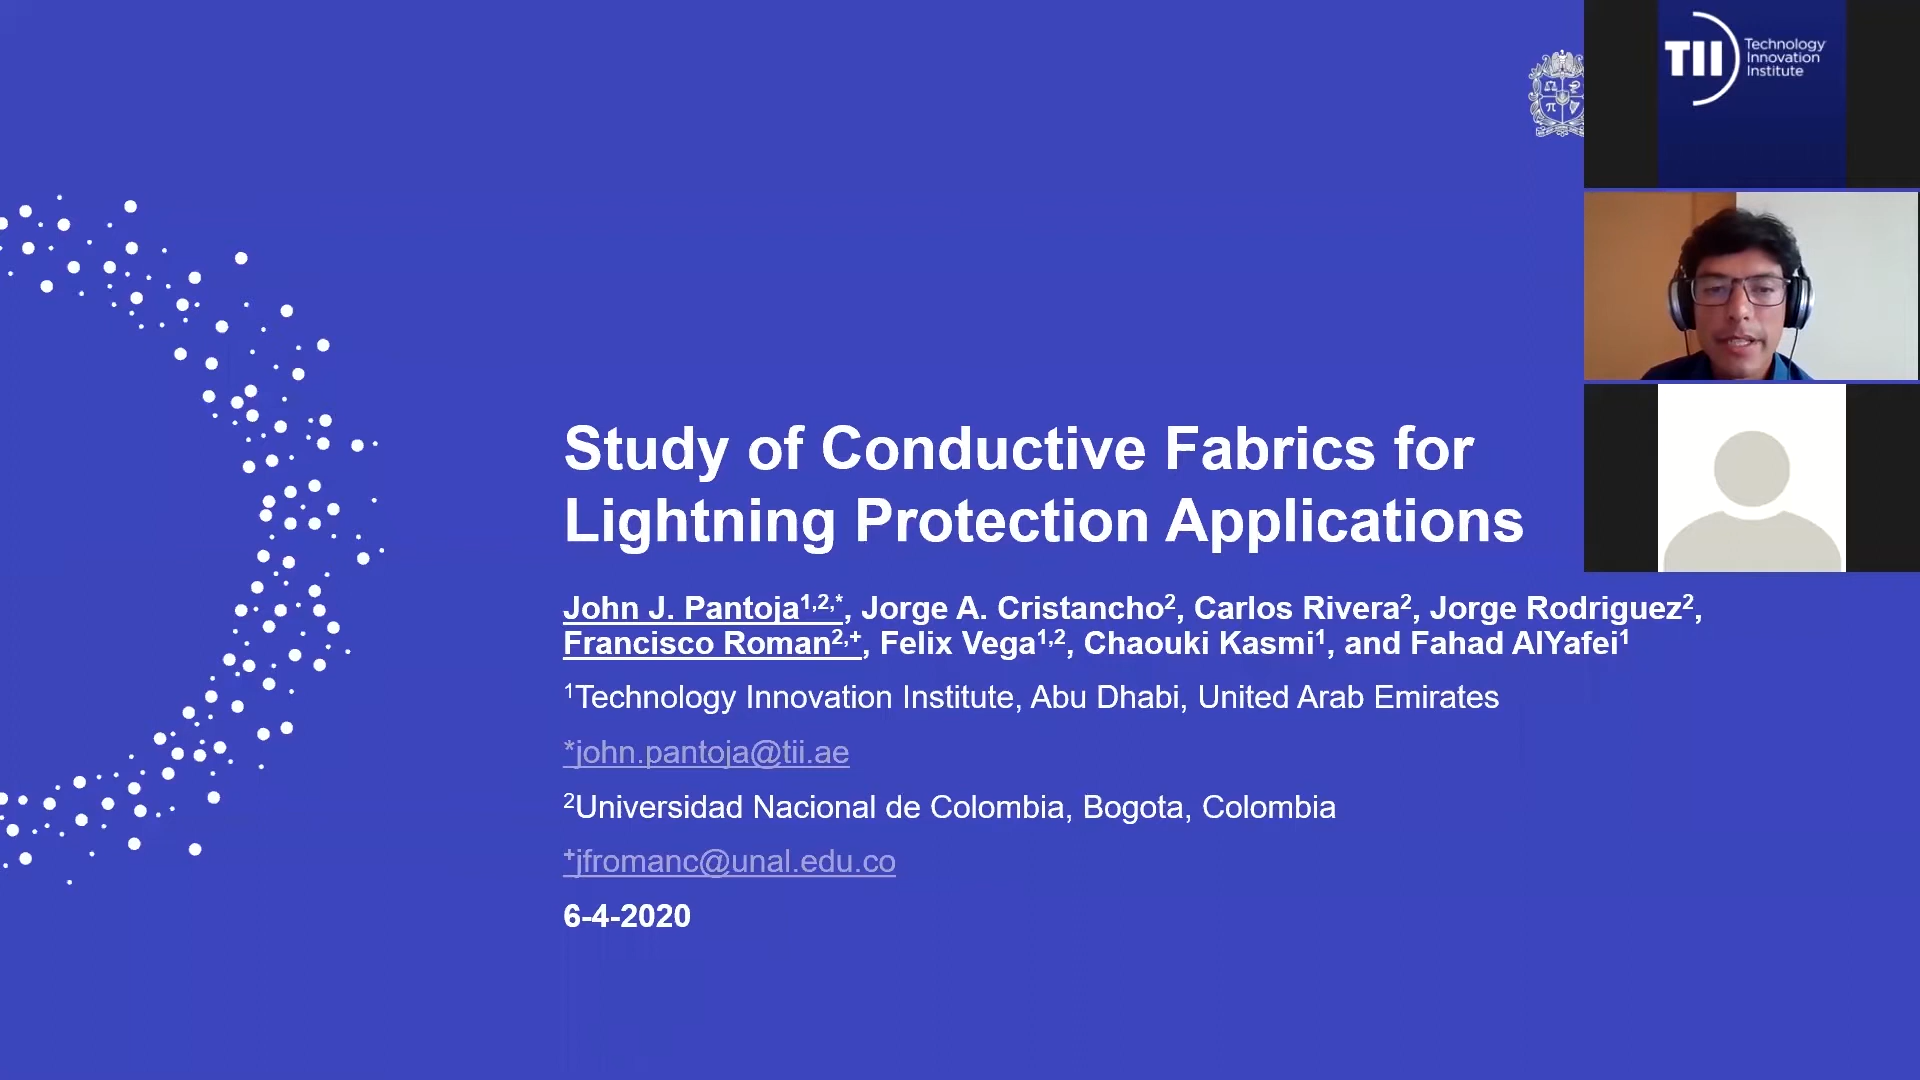 TII Technology
Innovation
Institute
Study of Conductive Fabrics for
Lightning Protection Applications
John J. Pantoja¹,²,*, Jorge A. Cristancho², Carlos Rivera², Jorge Rodriguez²,
Francisco Roman²,⁺, Felix Vega¹,², Chaouki Kasmi¹, and Fahad AlYafei¹
¹Technology Innovation Institute, Abu Dhabi, United Arab Emirates
*john.pantoja@tii.ae
²Universidad Nacional de Colombia, Bogota, Colombia
⁺jfromanc@unal.edu.co
6-4-2020